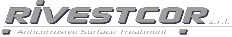 RIVESTCOR s.r.l.
Anticorrosive Surface Treatment